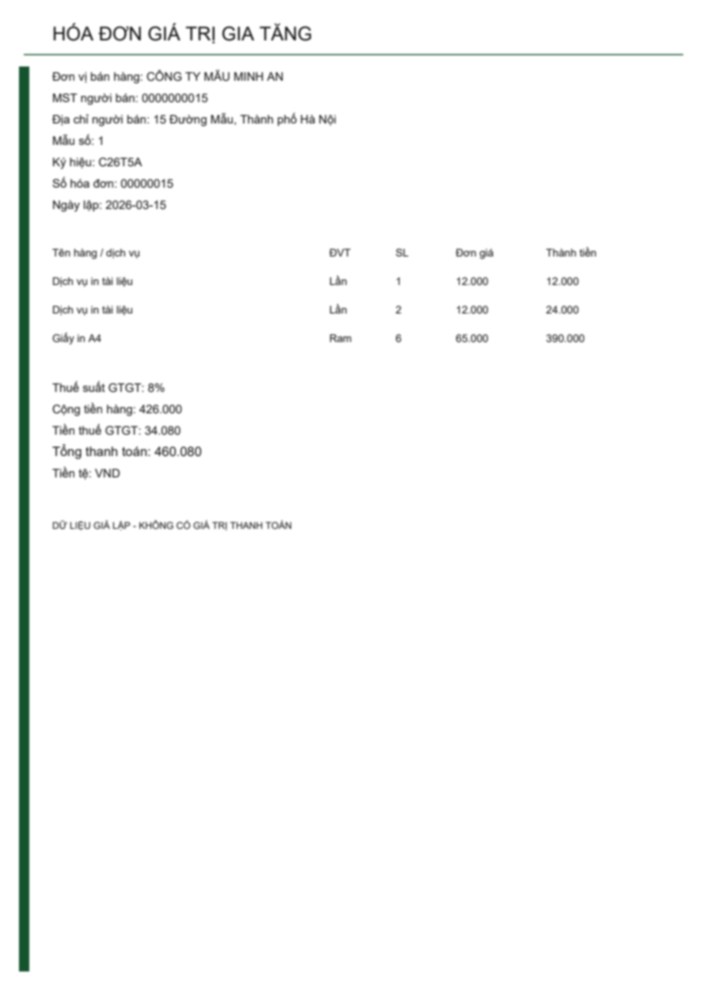 HÓA ĐƠN GIÁ TRỊ GIA TĂNG
Đơn vị bán hàng: CÔNG TY MẪU MINH AN
MST người bán: 0000000015
Địa chỉ người bán: 15 Đường Mẫu, Thành phố Hà Nội
Mẫu số: 1
Ký hiệu: C26T5A
Số hóa đơn: 00000015
Ngày lập: 2026-03-15
Tên hàng / dịch vụ ĐVT SL Đơn giá Thành tiền
Dịch vụ in tài liệu Lần 1 12.000 12.000
Dịch vụ in tài liệu Lần 2 12.000 24.000
Giấy in A4 Ram 6 65.000 390.000
Thuế suất GTGT: 8%
Cộng tiền hàng: 426.000
Tiền thuế GTGT: 34.080
Tổng thanh toán: 460.080
Tiền tệ: VND
DỮ LIỆU GIẢ LẬP - KHÔNG CÓ GIÁ TRỊ THANH TOÁN